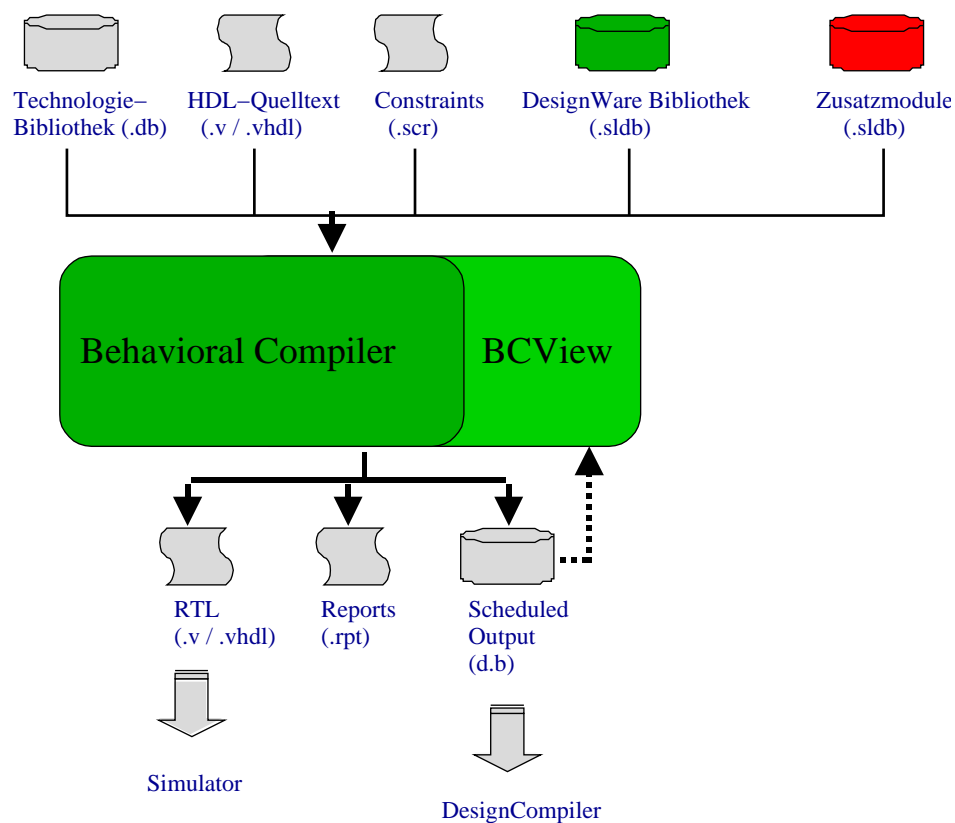 Technologie–
Bibliothek (.db)
HDL–Quelltext
(.v / .vhdl)
Constraints
(.scr)
DesignWare Bibliothek
(.sldb)
Zusatzmodule
(.sldb)
Behavioral Compiler
BCView
RTL
(.v / .vhdl)
Reports
(.rpt)
Scheduled
Output
(d.b)
Simulator
DesignCompiler